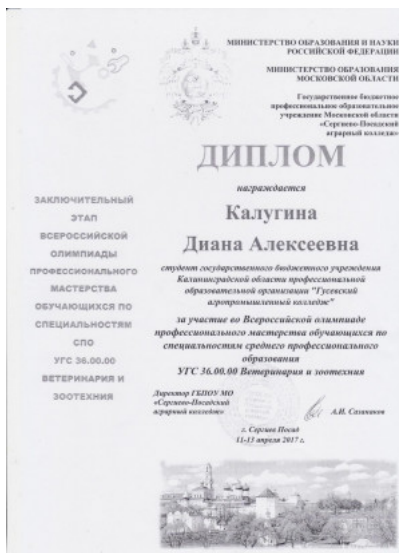 МИНИСТЕРСТВО ОБРАЗОВАНИЯ И НАУКИ
РОССИЙСКОЙ ФЕДЕРАЦИИ
МИНИСТЕРСТВО ОБРАЗОВАНИЯ
МОСКОВСКОЙ ОБЛАСТИ
Государственное бюджетное
профессиональное образовательное
учреждение Московской области
«Сергиево-Посадский
аграрный колледж»
ДИПЛОМ
награждается
Калугина
Диана Алексеевна
студент государственного бюджетного учреждения
Калининградской области профессиональной
образовательной организации "Гусевский
агропромышленный колледж"
за участие во Всероссийской олимпиаде
профессионального мастерства обучающихся по
специальностям среднего профессионального
образования
УГС 36.00.00 Ветеринария и зоотехния
ЗАКЛЮЧИТЕЛЬНЫЙ
ЭТАП
ВСЕРОССИЙСКОЙ
ОЛИМПИАДЫ
ПРОФЕССИОНАЛЬНОГО
МАСТЕРСТВА
ОБУЧАЮЩИХСЯ ПО
СПЕЦИАЛЬНОСТЯМ
СПО
УГС 36.00.00
ВЕТЕРИНАРИЯ И
ЗООТЕХНИЯ
Директор ГБПОУ МО
«Сергиево-Посадский
аграрный колледж»
А.И.
г. Сергиев Посад
11-13 апреля 2017 г.